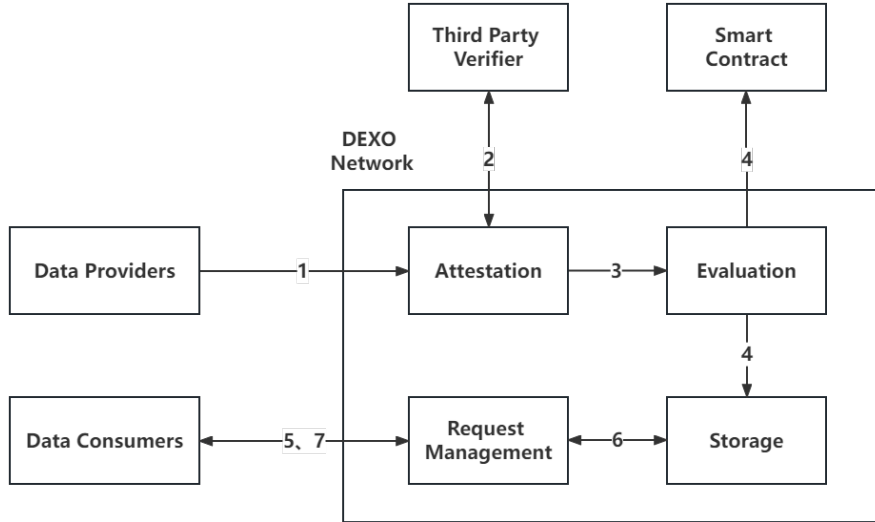 Third Party
Verifier
Smart
Contract
DEXO
Network
2
4
Data Providers
1
Attestation
3
Evaluation
4
Data Consumers
5、7
Request
Management
6
Storage